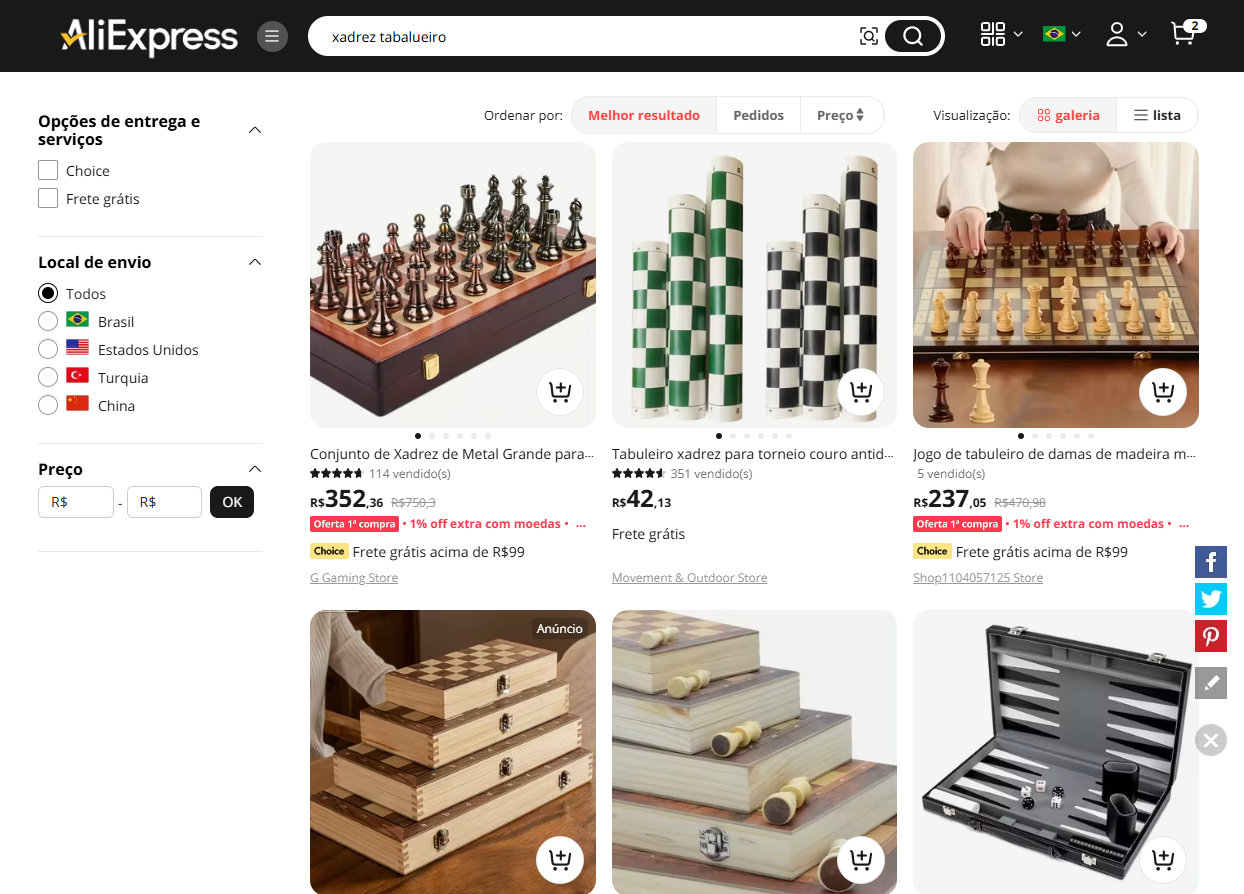 AliExpress
xadrez tabalueiro
2
Opções de entrega e
serviços
Choice
Frete grátis
Local de envio
Todos
Brasil
Estados Unidos
Turquia
China
Preço
R$ - R$ OK
Ordenar por: Melhor resultado Pedidos Preço
Visualização: galeria lista
Conjunto de Xadrez de Metal Grande para...
114 vendido(s)
R$352,36 R$750,3
Oferta 1ª compra • 1% off extra com moedas • ...
Choice Frete grátis acima de R$99
G Gaming Store
Tabuleiro xadrez para torneio couro antid...
351 vendido(s)
R$42,13
Frete grátis
Movement & Outdoor Store
Jogo de tabuleiro de damas de madeira m...
5 vendido(s)
R$237,05 R$470,98
Oferta 1ª compra • 1% off extra com moedas • ...
Choice Frete grátis acima de R$99
Shop1104057125 Store
Anúncio